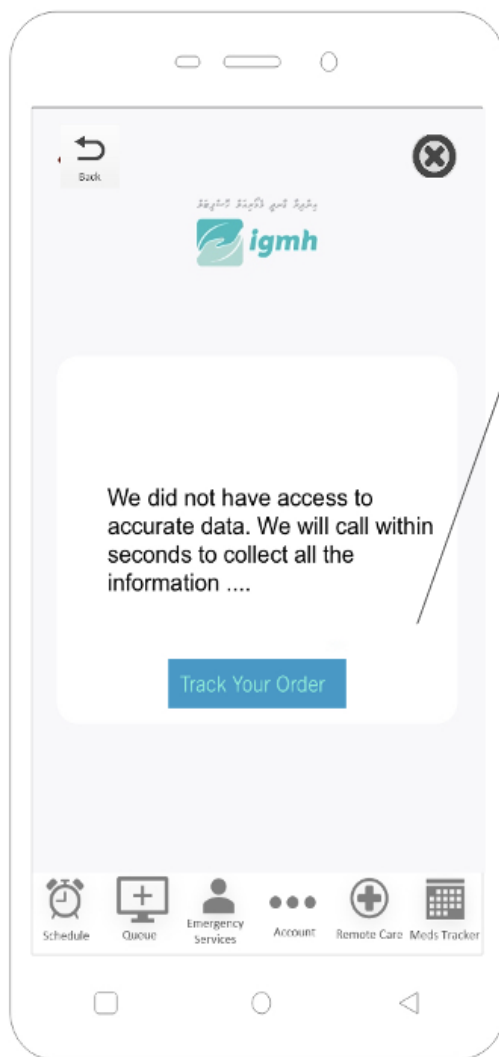 Back
އިންދިރާ ގާންދީ މެމޯރިއަލް ހޮސްޕިޓަލް
igmh
We did not have access to
accurate data. We will call within
seconds to collect all the
information ....
Track Your Order
Schedule
Queue
Emergency
Services
Account
Remote Care
Meds Tracker